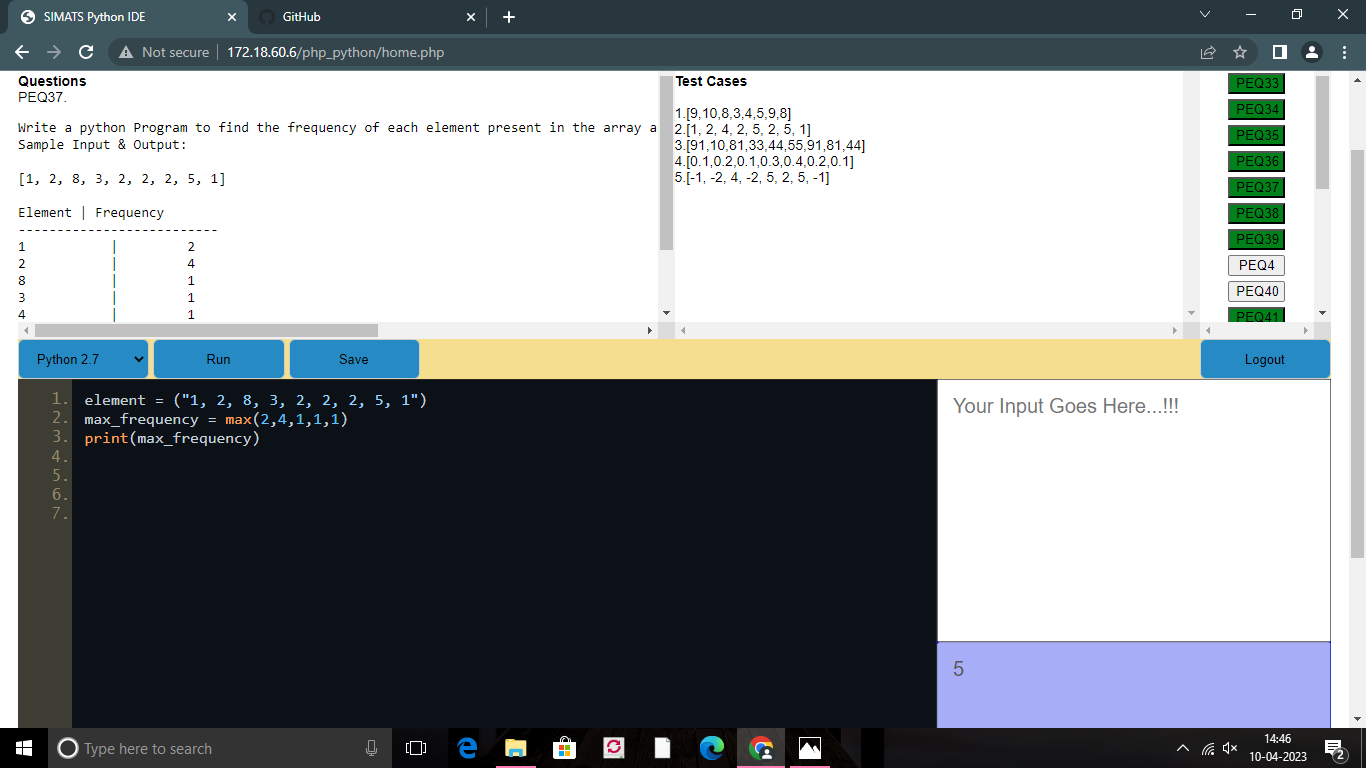 SIMATS Python IDE
GitHub
Not secure
172.18.60.6/php_python/home.php
Questions
PEQ37.
Write a python Program to find the frequency of each element present in the array a
Sample Input & Output:
[1, 2, 8, 3, 2, 2, 2, 5, 1]
Element | Frequency
--------------------------
1 | 2
2 | 4
8 | 1
3 | 1
4 | 1
Test Cases
1.[9,10,8,3,4,5,9,8]
2.[1, 2, 4, 2, 5, 2, 5, 1]
3.[91,10,81,33,44,55,91,81,44]
4.[0.1,0.2,0.1,0.3,0.4,0.2,0.1]
5.[-1, -2, 4, -2, 5, 2, 5, -1]
PEQ33
PEQ34
PEQ35
PEQ36
PEQ37
PEQ38
PEQ39
PEQ4
PEQ40
PEQ41
Python 2.7
Run
Save
Logout
1. element = ("1, 2, 8, 3, 2, 2, 2, 5, 1")
2. max_frequency = max(2,4,1,1,1)
3. print(max_frequency)
4.
5.
6.
7.
Your Input Goes Here...!!!
5
Type here to search
14:46
10-04-2023
2